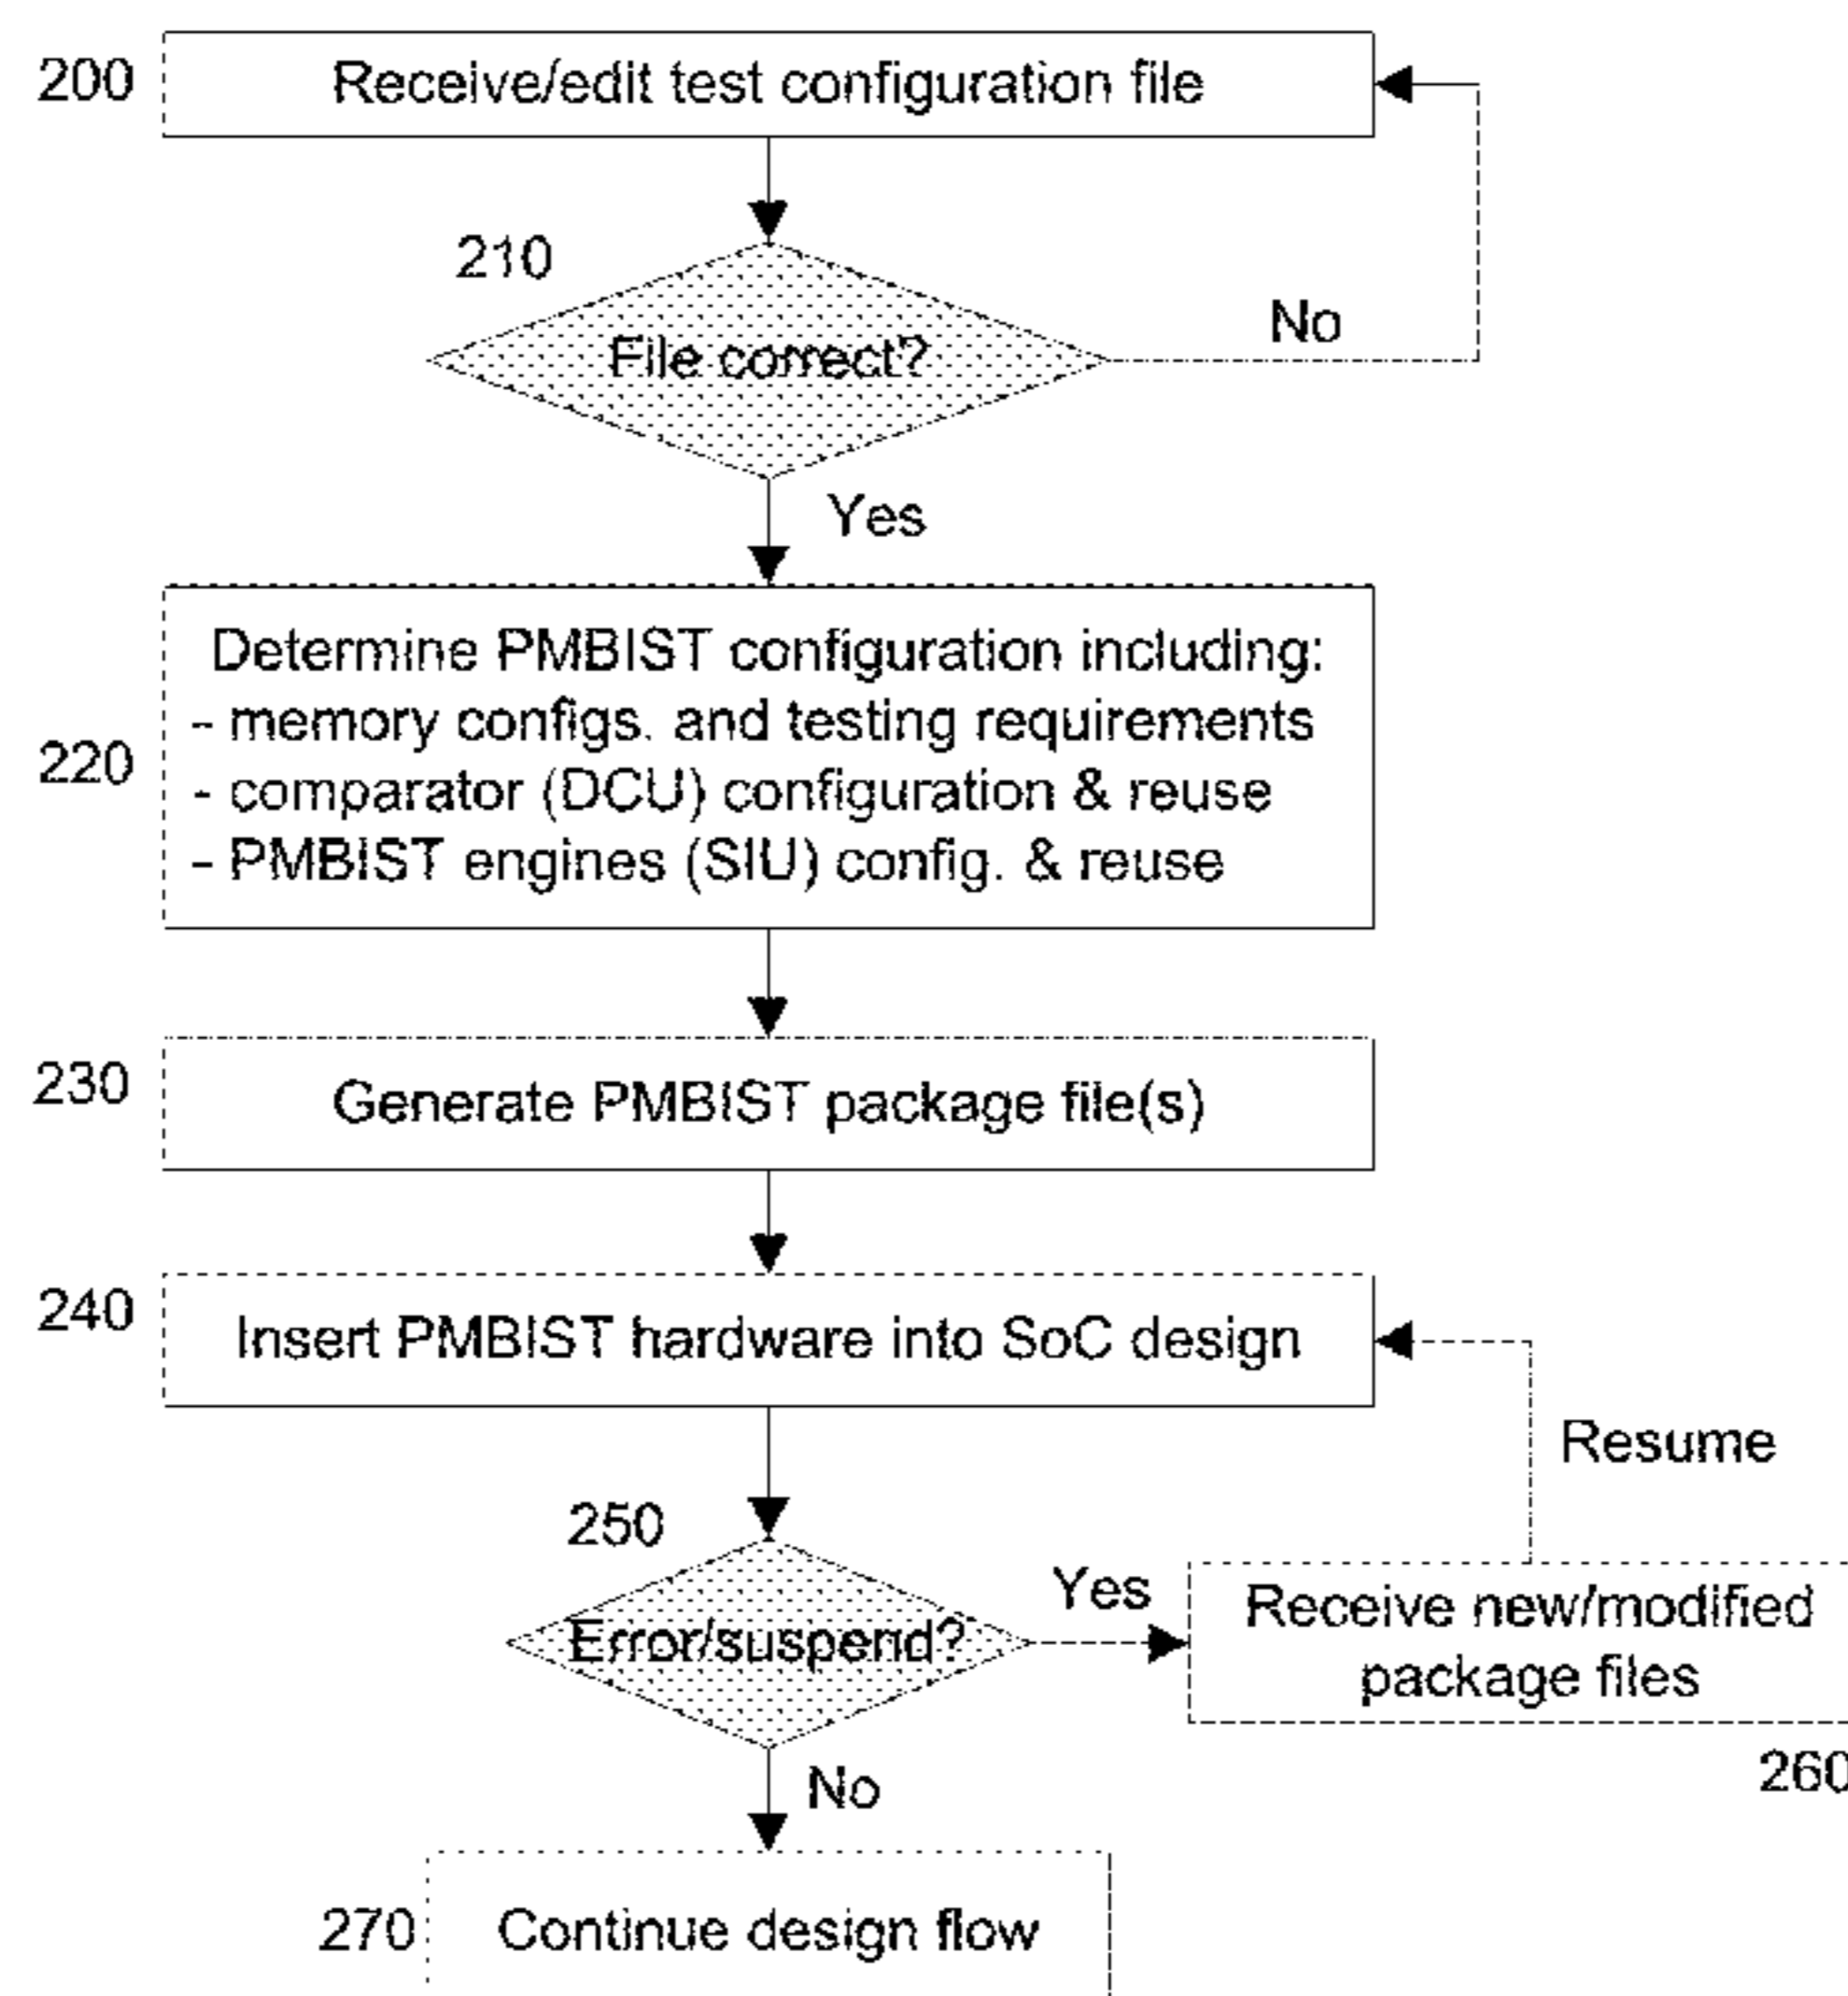 200
Receive/edit test configuration file
210
File correct?
No
Yes
220
Determine PMBIST configuration including:
- memory configs. and testing requirements
- comparator (DCU) configuration & reuse
- PMBIST engines (SIU) config. & reuse
230
Generate PMBIST package file(s)
240
Insert PMBIST hardware into SoC design
Resume
250
Error/suspend?
Yes
Receive new/modified
package files
260
No
270
Continue design flow